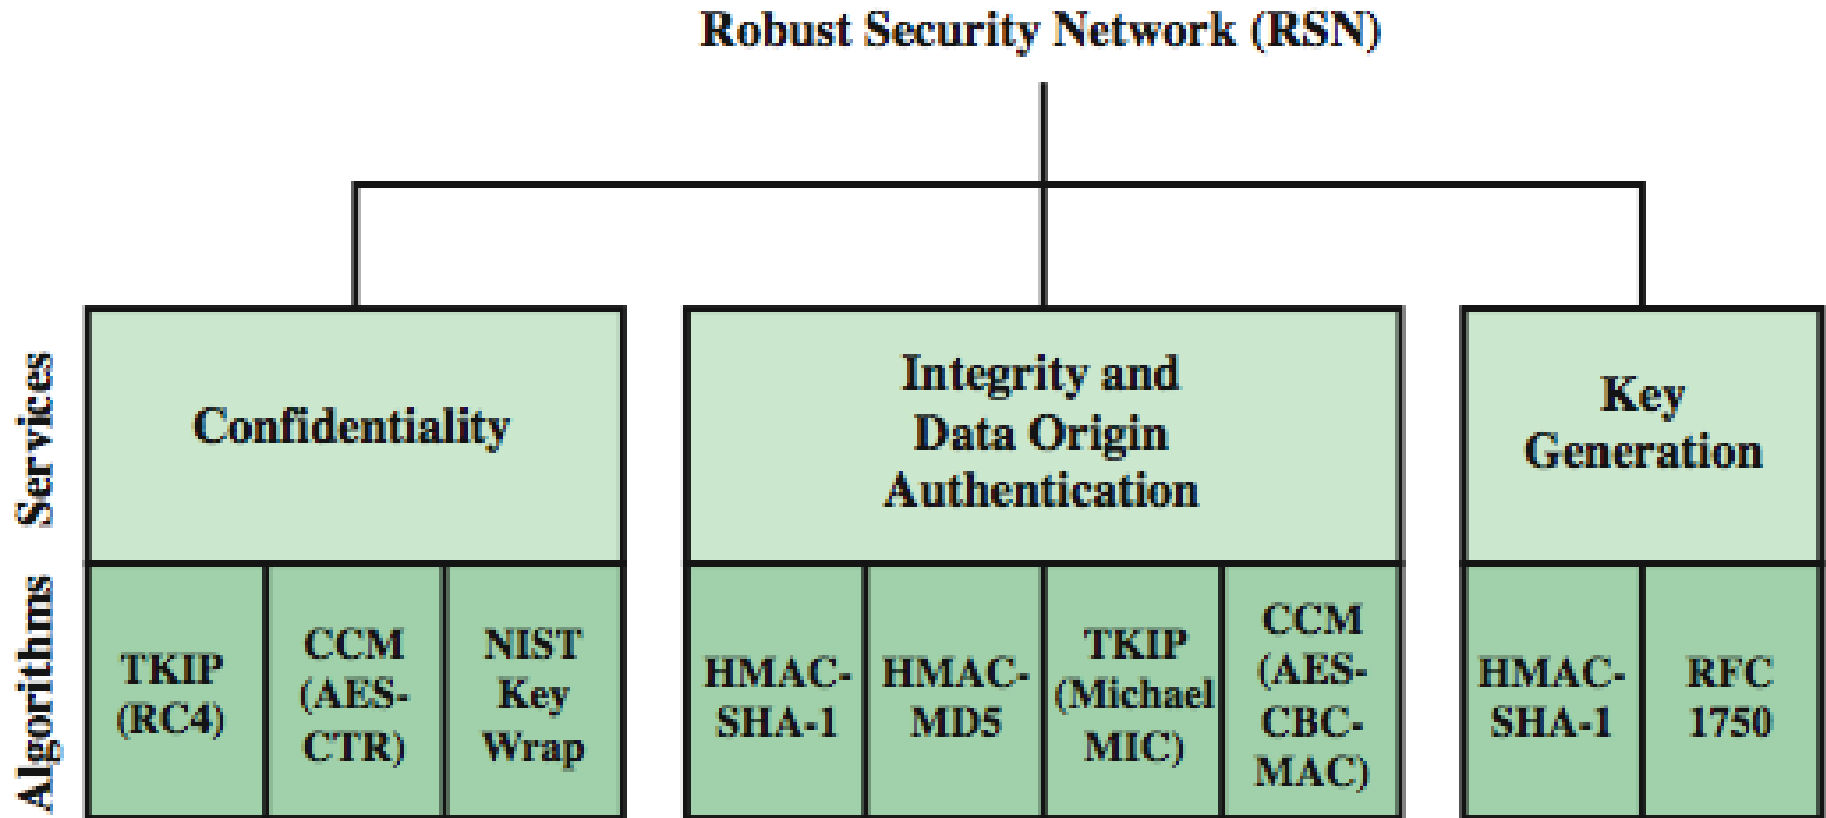 Robust Security Network (RSN)
Services
Confidentiality
Integrity and
Data Origin
Authentication
Key
Generation
Algorithms
TKIP
(RC4)
CCM
(AES-
CTR)
NIST
Key
Wrap
HMAC-
SHA-1
HMAC-
MD5
TKIP
(Michael
MIC)
CCM
(AES-
CBC-
MAC)
HMAC-
SHA-1
RFC
1750